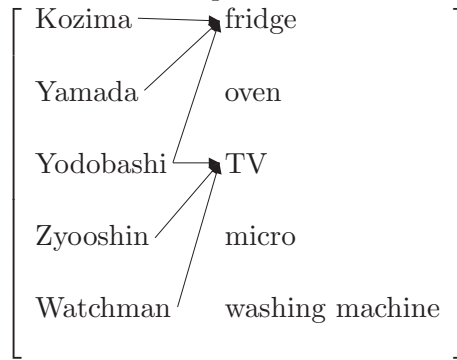 Kozima fridge
Yamada oven
Yodobashi TV
Zyooshin micro
Watchman washing machine